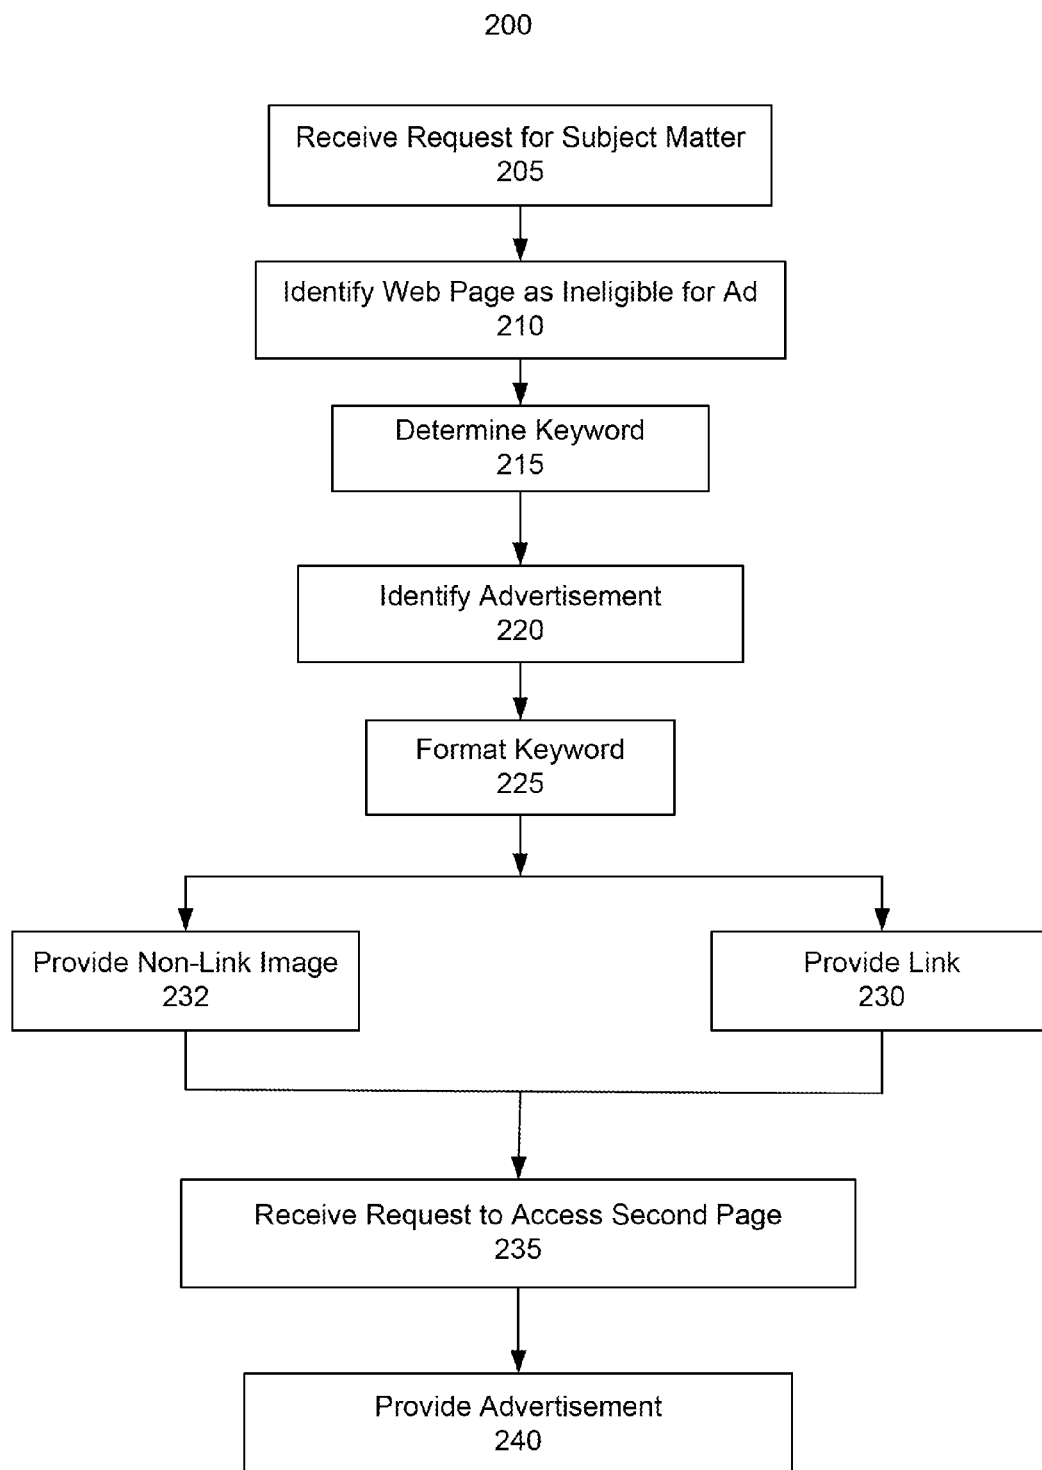 200
Receive Request for Subject Matter
205
Identify Web Page as Ineligible for Ad
210
Determine Keyword
215
Identify Advertisement
220
Format Keyword
225
Provide Non-Link Image
232
Provide Link
230
Receive Request to Access Second Page
235
Provide Advertisement
240